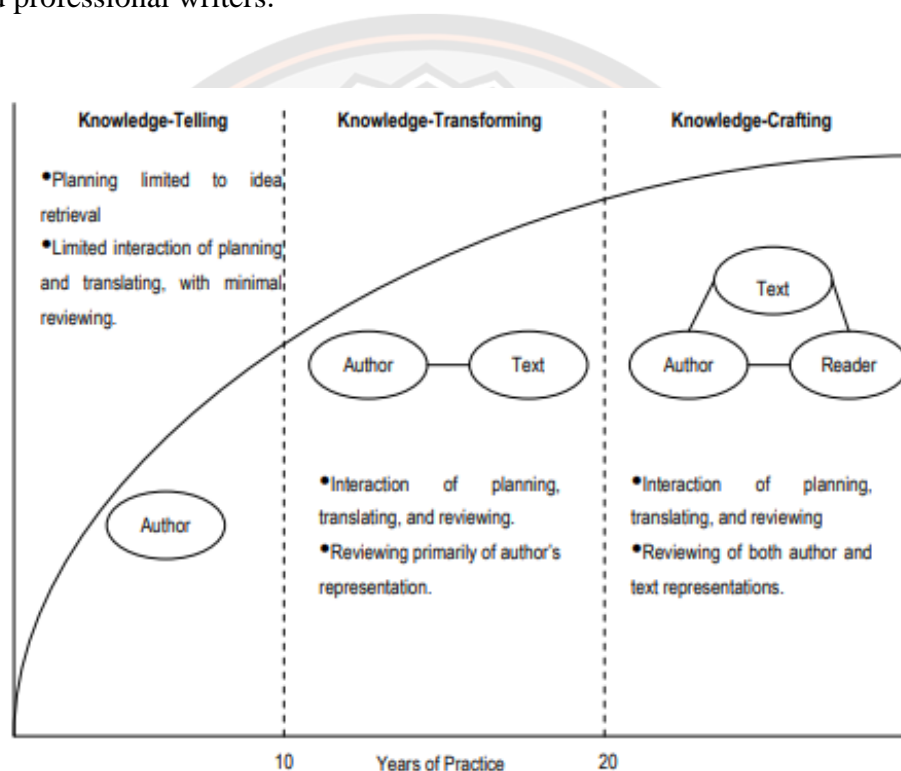 professional writers.
Knowledge-Telling
Knowledge-Transforming
Knowledge-Crafting
•Planning limited to idea
retrieval
•Limited interaction of planning
and translating, with minimal
reviewing.
Author
Author
Text
•Interaction of planning,
translating, and reviewing.
•Reviewing primarily of author's
representation.
Text
Author
Reader
•Interaction of planning,
translating, and reviewing
•Reviewing of both author and
text representations.
10
Years of Practice
20